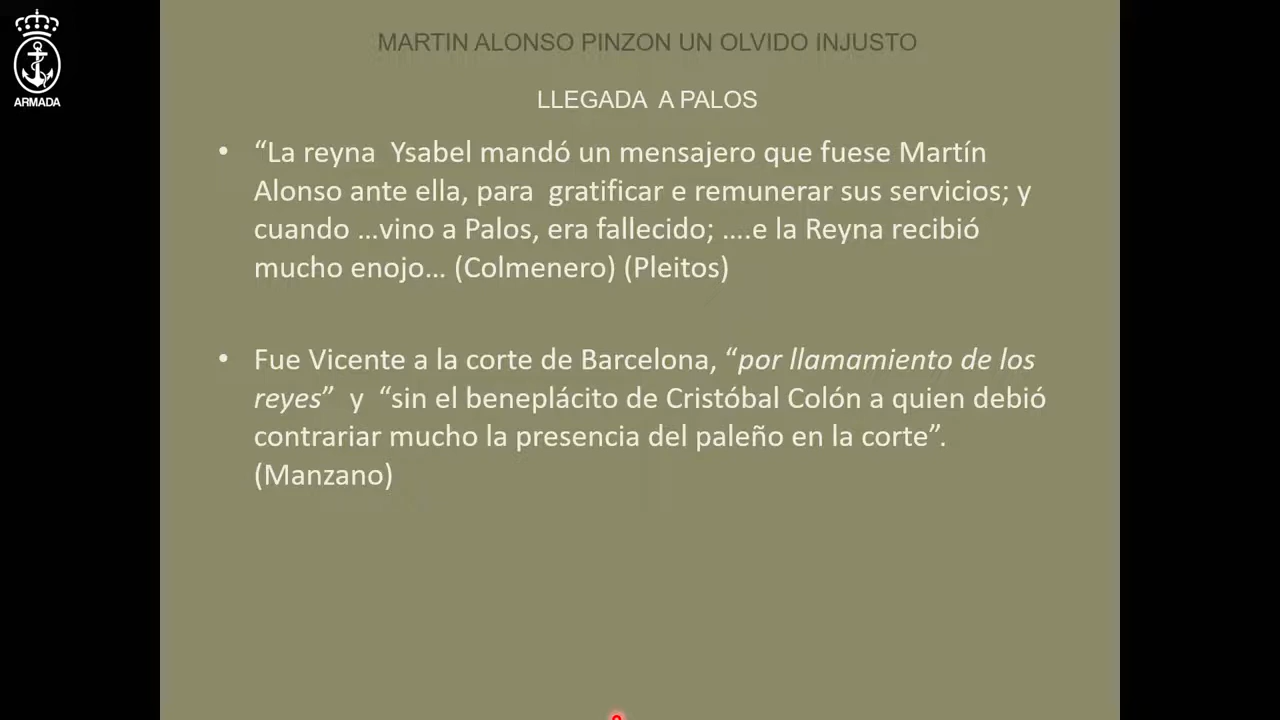 ARMADA
MARTIN ALONSO PINZON UN OLVIDO INJUSTO
LLEGADA A PALOS
• “La reyna Ysabel mandó un mensajero que fuese Martín
Alonso ante ella, para gratificar e remunerar sus servicios; y
cuando …vino a Palos, era fallecido; ….e la Reyna recibió
mucho enojo… (Colmenero) (Pleitos)
• Fue Vicente a la corte de Barcelona, “por llamamiento de los
reyes” y “sin el beneplácito de Cristóbal Colón a quien debió
contrariar mucho la presencia del paleño en la corte”.
(Manzano)